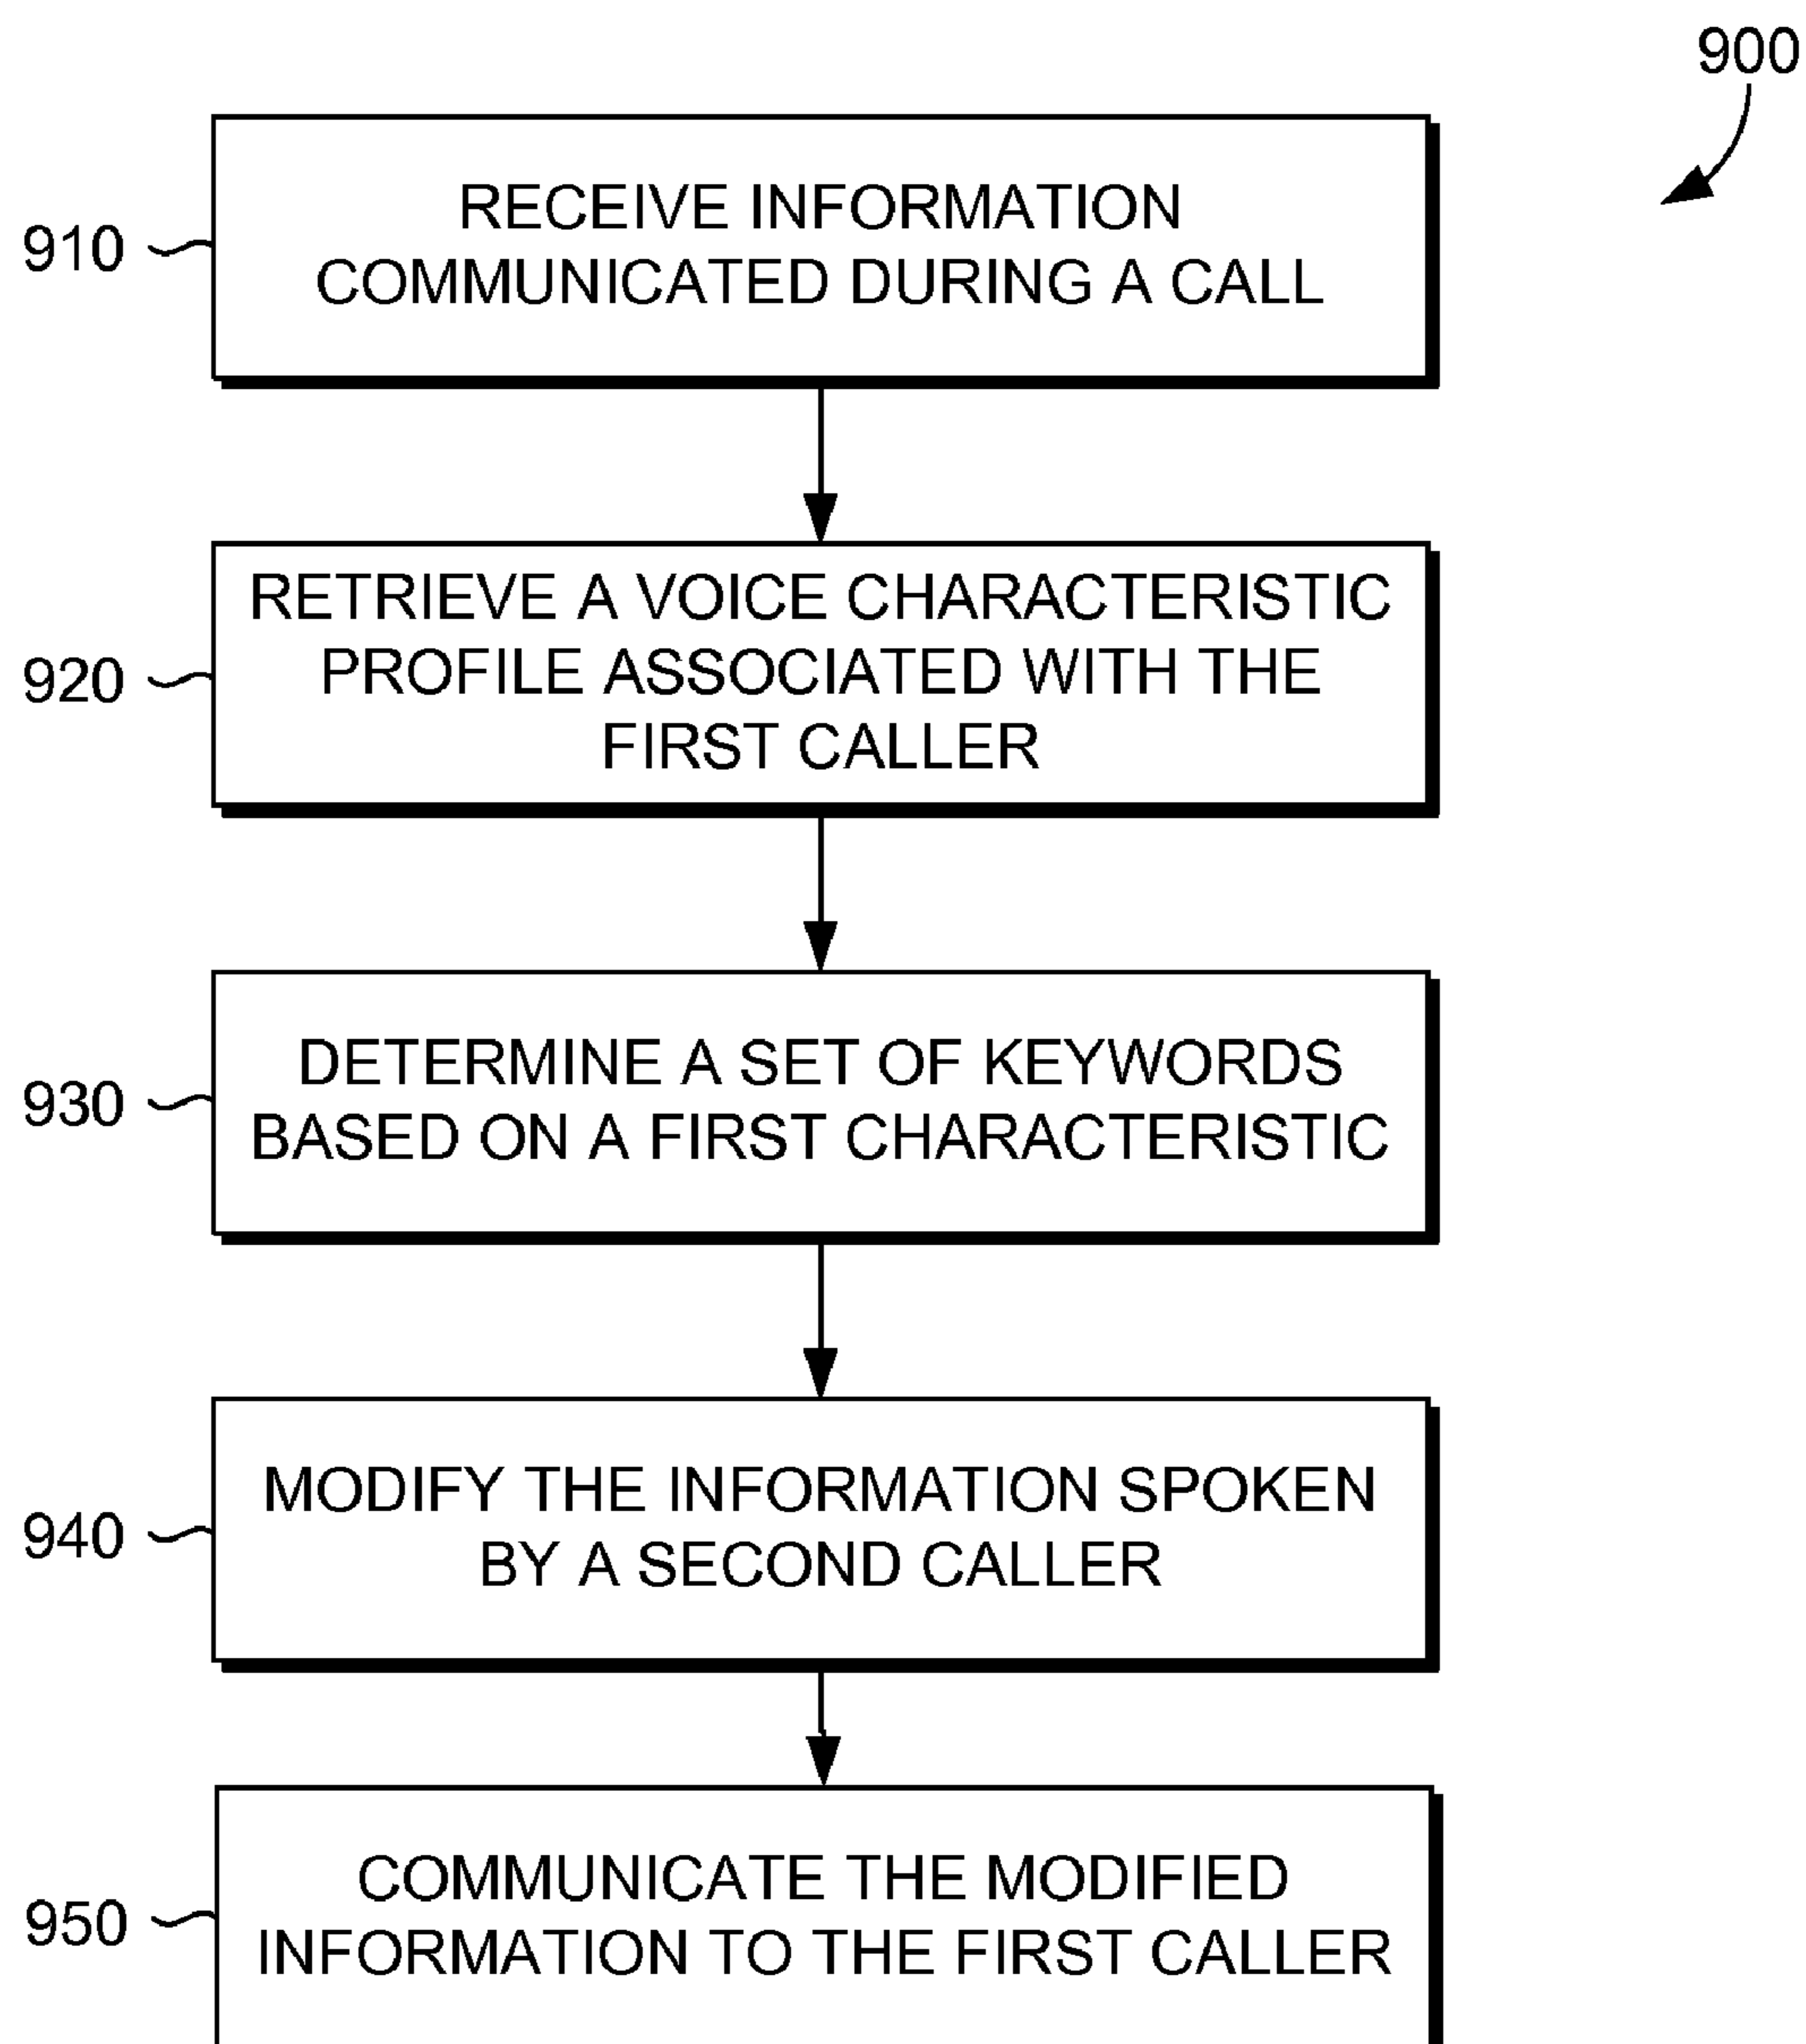 900
910
RECEIVE INFORMATION
COMMUNICATED DURING A CALL
920
RETRIEVE A VOICE CHARACTERISTIC
PROFILE ASSOCIATED WITH THE
FIRST CALLER
930
DETERMINE A SET OF KEYWORDS
BASED ON A FIRST CHARACTERISTIC
940
MODIFY THE INFORMATION SPOKEN
BY A SECOND CALLER
950
COMMUNICATE THE MODIFIED
INFORMATION TO THE FIRST CALLER